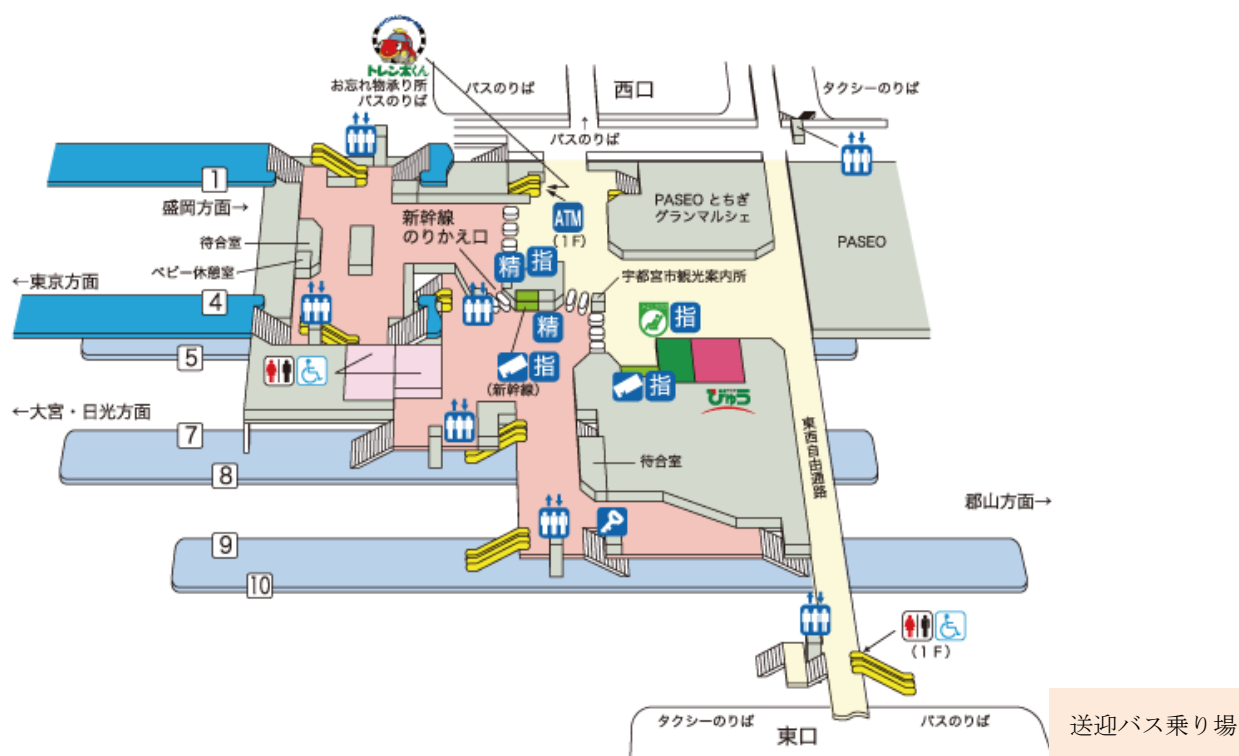 トレン太くん
お忘れ物承り所
バスのりば
バスのりば
西口
タクシーのりば
↑
バスのりば
1
盛岡方面→
待合室
ベビー休憩室
新幹線
のりかえ口
ATM
(1F)
PASEO とちぎ
グランマルシェ
PASEO
精
指
宇都宮市観光案内所
←東京方面
4
5
精
指
指
(新幹線)
指
びゅう
←大宮・日光方面
7
8
待合室
東西自由通路
郡山方面→
9
10
(1F)
タクシーのりば
東口
バスのりば
送迎バス乗り場